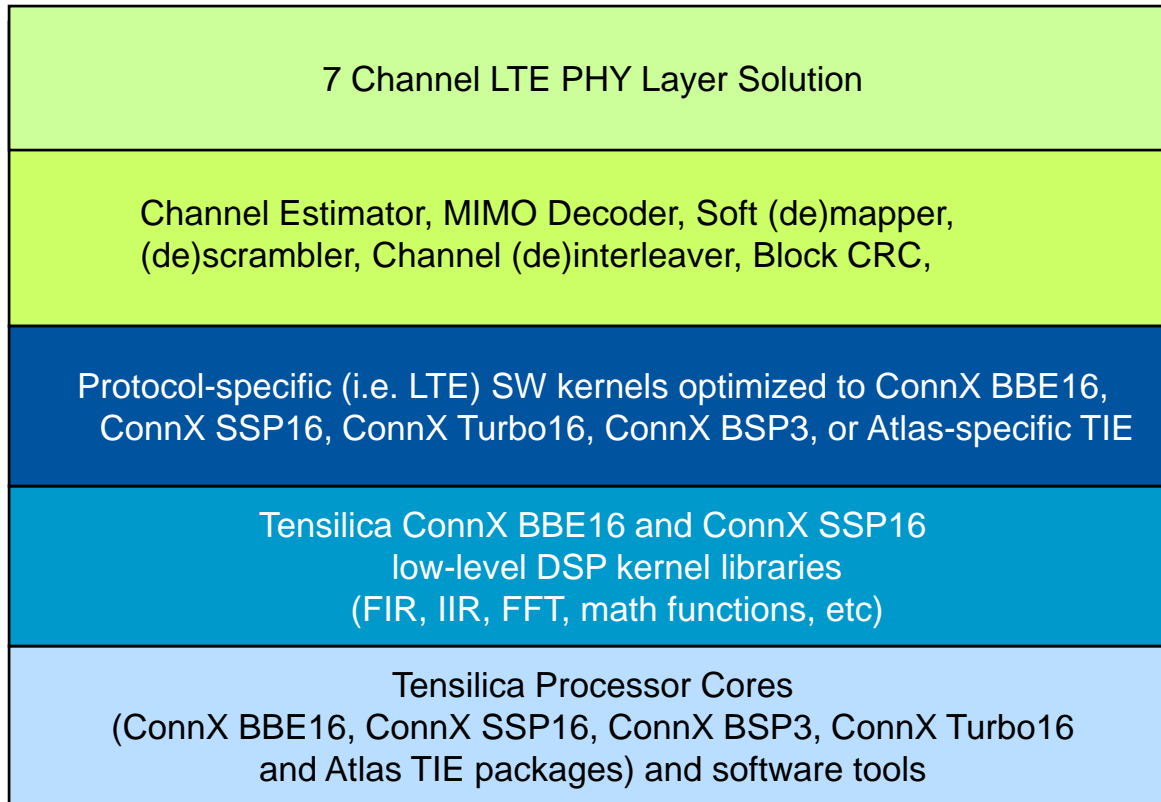 7 Channel LTE PHY Layer Solution
Channel Estimator, MIMO Decoder, Soft (de)mapper,
(de)scrambler, Channel (de)interleaver, Block CRC,
Protocol-specific (i.e. LTE) SW kernels optimized to ConnX BBE16,
ConnX SSP16, ConnX Turbo16, ConnX BSP3, or Atlas-specific TIE
Tensilica ConnX BBE16 and ConnX SSP16
low-level DSP kernel libraries
(FIR, IIR, FFT, math functions, etc)
Tensilica Processor Cores
(ConnX BBE16, ConnX SSP16, ConnX BSP3, ConnX Turbo16
and Atlas TIE packages) and software tools